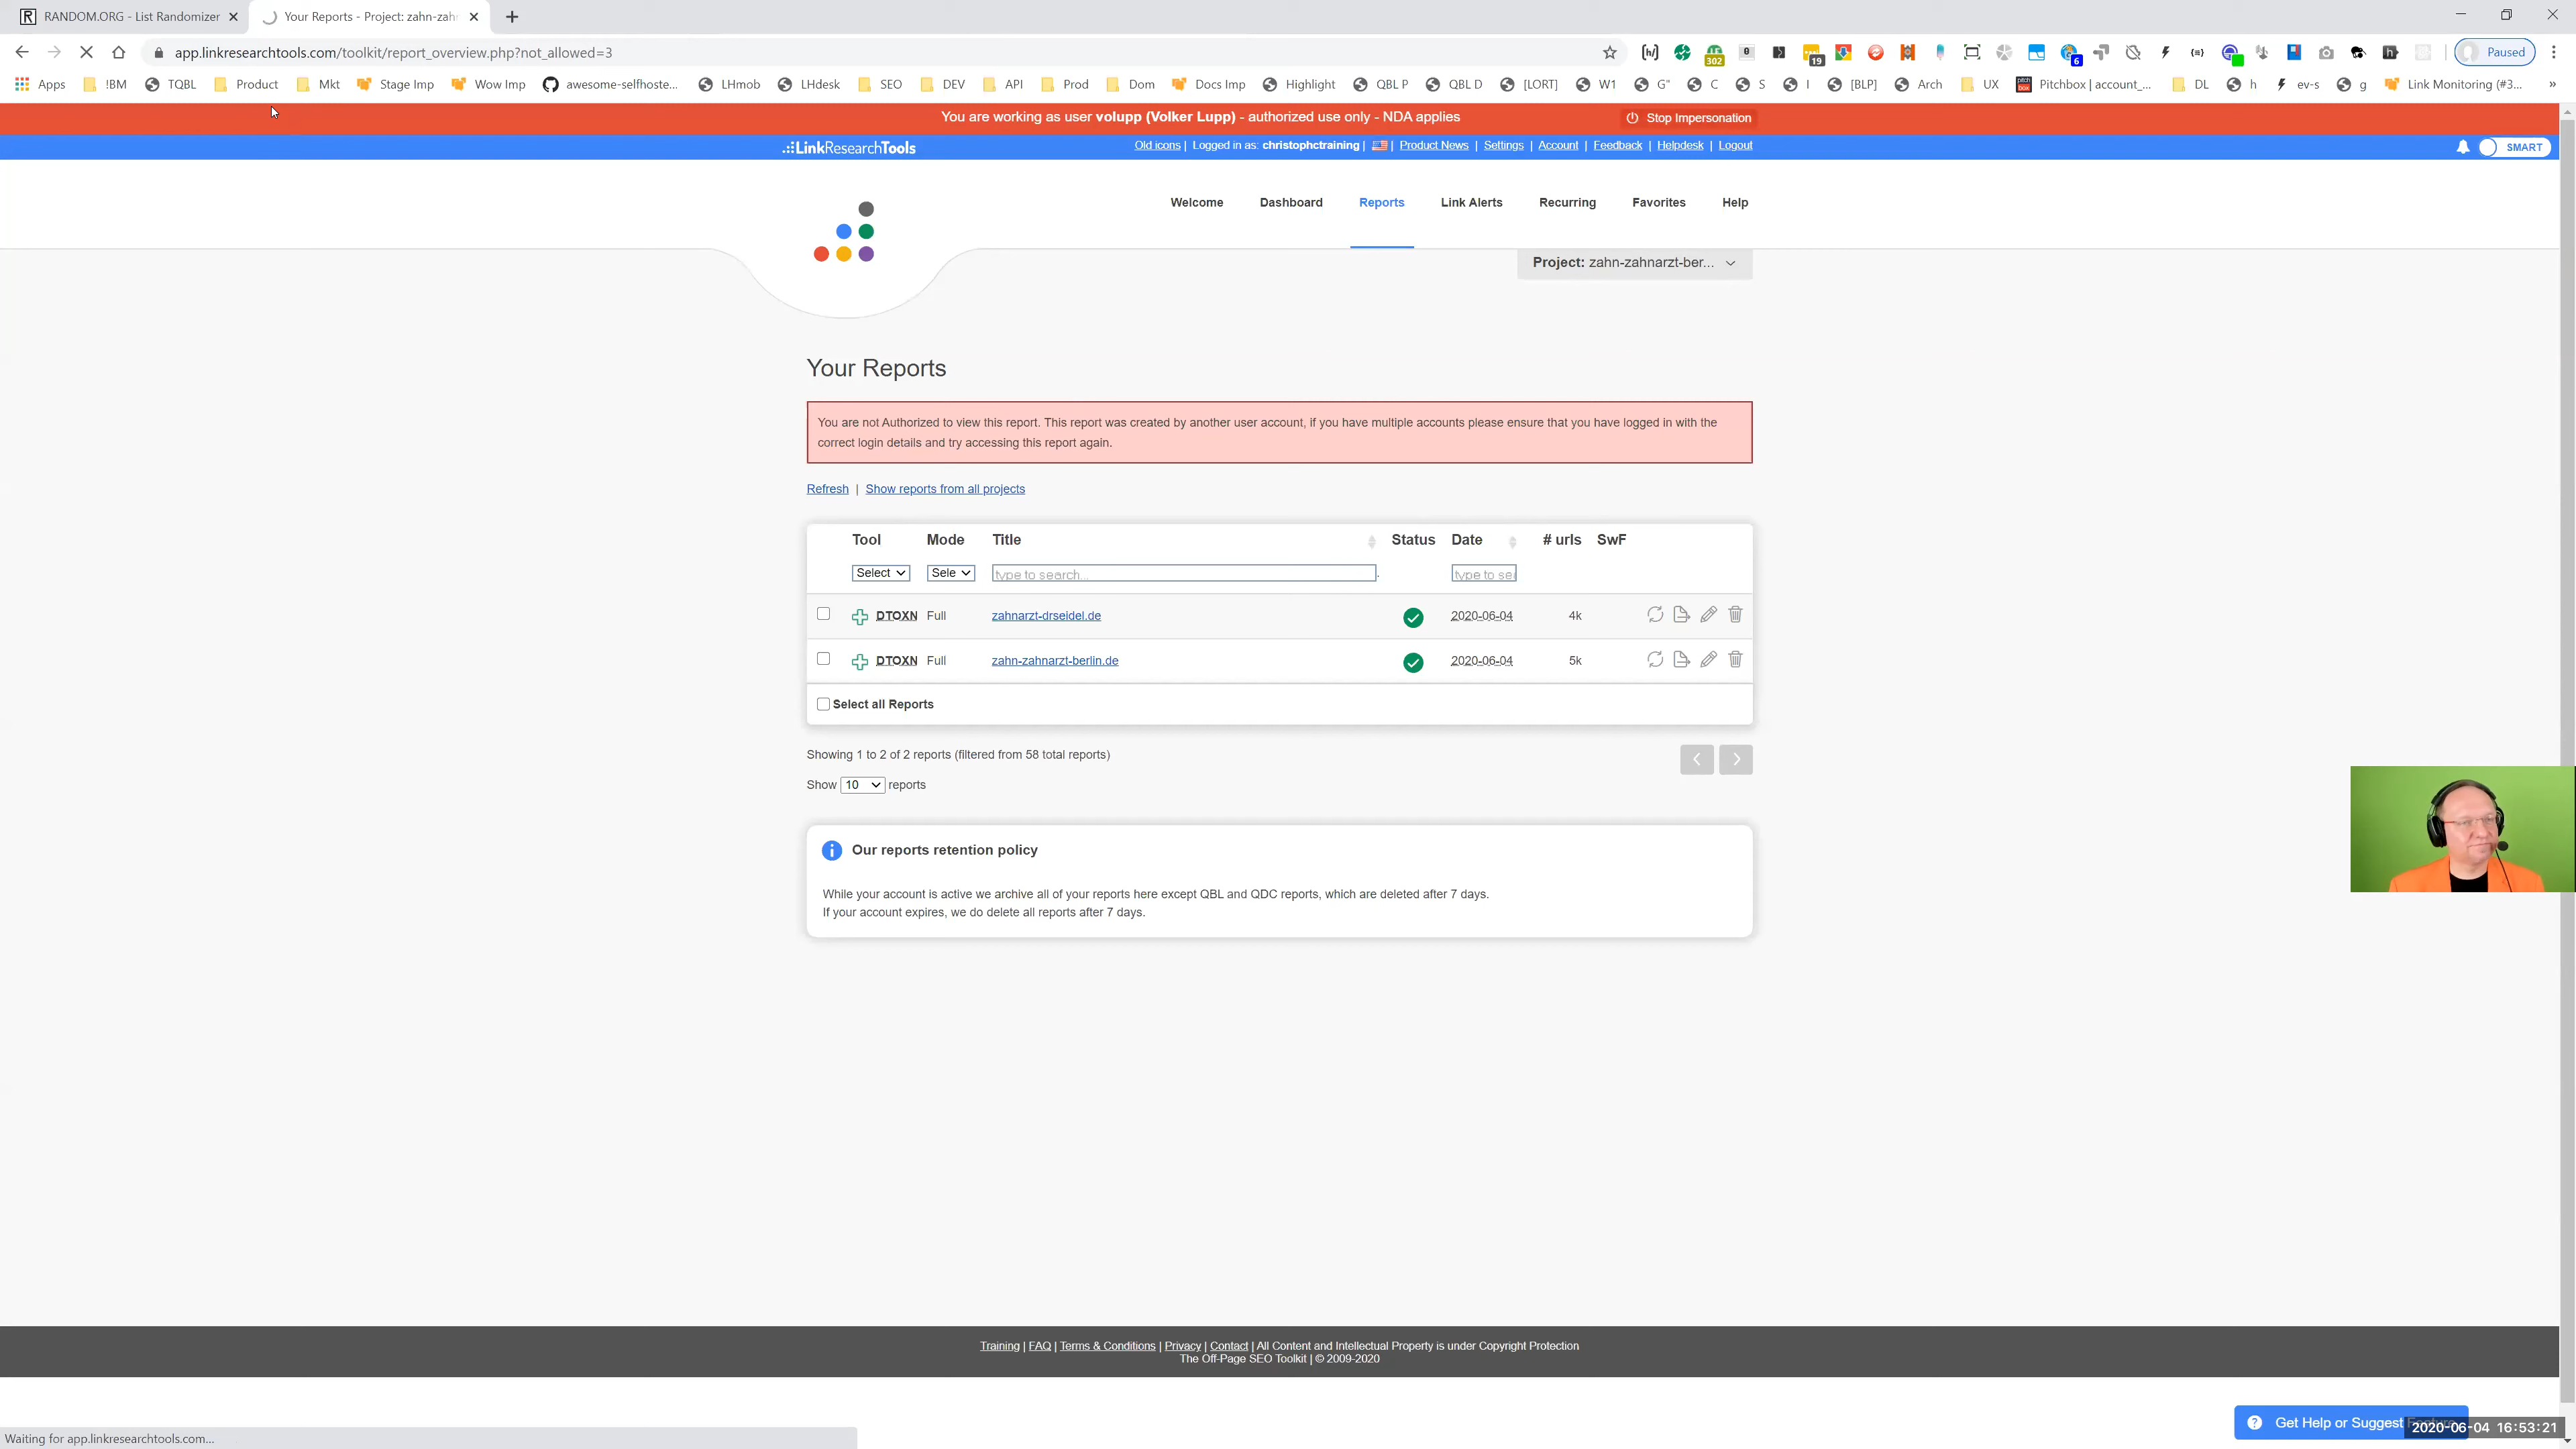 RANDOM.ORG - List Randomizer
Your Reports - Project: zahn-zahn
app.linkresearchtools.com/toolkit/report_overview.php?not_allowed=3
302
0
19
6
Paused
Apps !BM TQBL Product Mkt Stage Imp Wow Imp awesome-selfhoste... LHmob LHdesk SEO DEV API Prod Dom Docs Imp Highlight QBL P QBL D [LORT] W1 G" C S I [BLP] Arch UX Pitchbox | account_... DL h ev-s g Link Monitoring (#3... »
You are working as user volupp (Volker Lupp) - authorized use only - NDA applies
Stop Impersonation
.::LinkResearchTools
Old icons | Logged in as: christophctraining | | Product News | Settings | Account | Feedback | Helpdesk | Logout
SMART
Welcome Dashboard Reports Link Alerts Recurring Favorites Help
Project: zahn-zahnarzt-ber...
Your Reports
You are not Authorized to view this report. This report was created by another user account, if you have multiple accounts please ensure that you have logged in with the
correct login details and try accessing this report again.
Refresh | Show reports from all projects
Tool Mode Title Status Date # urls SwF
Select Sele type to search... type to sea
DTOXN Full zahnarzt-drseidel.de 2020-06-04 4k
DTOXN Full zahn-zahnarzt-berlin.de 2020-06-04 5k
Select all Reports
Showing 1 to 2 of 2 reports (filtered from 58 total reports)
Show 10 reports
Our reports retention policy
While your account is active we archive all of your reports here except QBL and QDC reports, which are deleted after 7 days.
If your account expires, we do delete all reports after 7 days.
Training | FAQ | Terms & Conditions | Privacy | Contact | All Content and Intellectual Property is under Copyright Protection
The Off-Page SEO Toolkit | © 2009-2020
Get Help or Suggest
2020-06-04 16:53:21
Waiting for app.linkresearchtools.com...